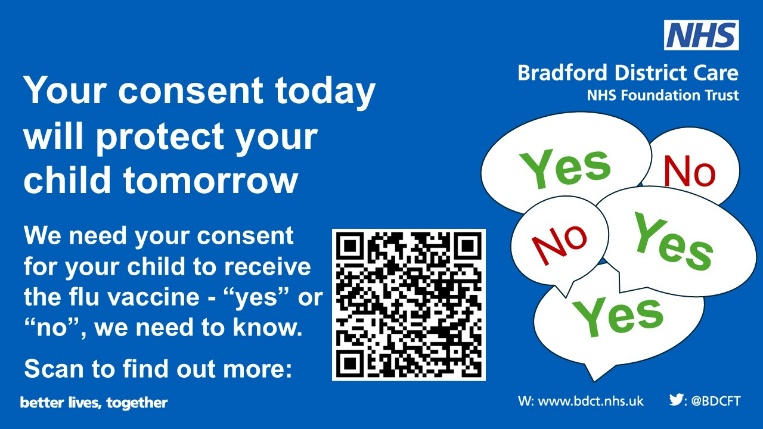 NHS
Bradford District Care
NHS Foundation Trust
Your consent today
will protect your
child tomorrow
We need your consent
for your child to receive
the flu vaccine - “yes” or
“no”, we need to know.
Scan to find out more:
better lives, together
Yes
No
No
Yes
Yes
W: www.bdct.nhs.uk
: @BDCFT